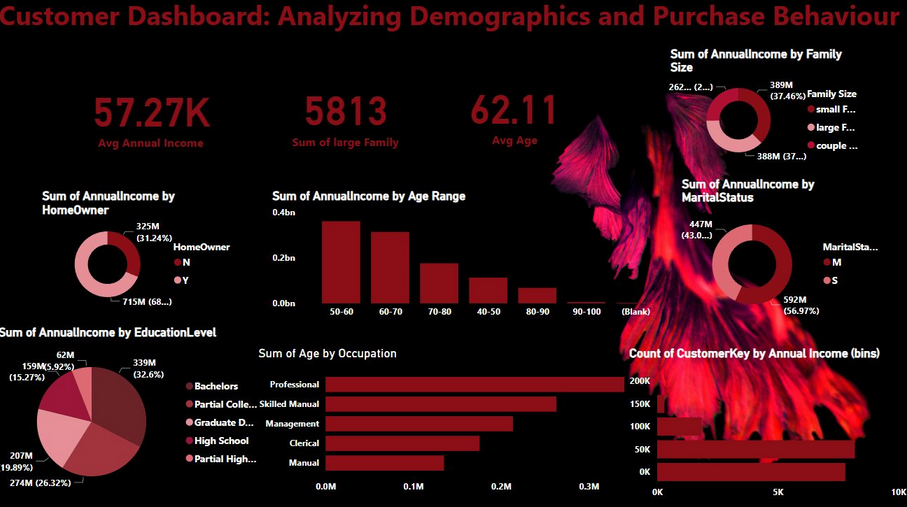 Customer Dashboard: Analyzing Demographics and Purchase Behaviour
57.27K
Avg Annual Income
5813
Sum of large Family
62.11
Avg Age
Sum of AnnualIncome by Family
Size
262... (2...)
389M
(37.46%)
388M (37...)
Family Size
small F...
large F...
couple ...
Sum of AnnualIncome by
HomeOwner
325M
(31.24%)
715M (68...)
HomeOwner
N
Y
Sum of AnnualIncome by Age Range
0.4bn
0.2bn
0.0bn
50-60
60-70
70-80
40-50
80-90
90-100
(Blank)
Sum of AnnualIncome by
MaritalStatus
447M
(43.0...)
592M
(56.97%)
MaritalSta...
M
S
Sum of AnnualIncome by EducationLevel
62M
(5.92%)
159M
(15.27%)
339M
(32.6%)
207M
(19.89%)
274M (26.32%)
Bachelors
Partial Colle...
Graduate D...
High School
Partial High...
Sum of Age by Occupation
Professional
Skilled Manual
Management
Clerical
Manual
0.0M
0.1M
0.2M
0.3M
Count of CustomerKey by Annual Income (bins)
200K
150K
100K
50K
0K
0K
5K
10K